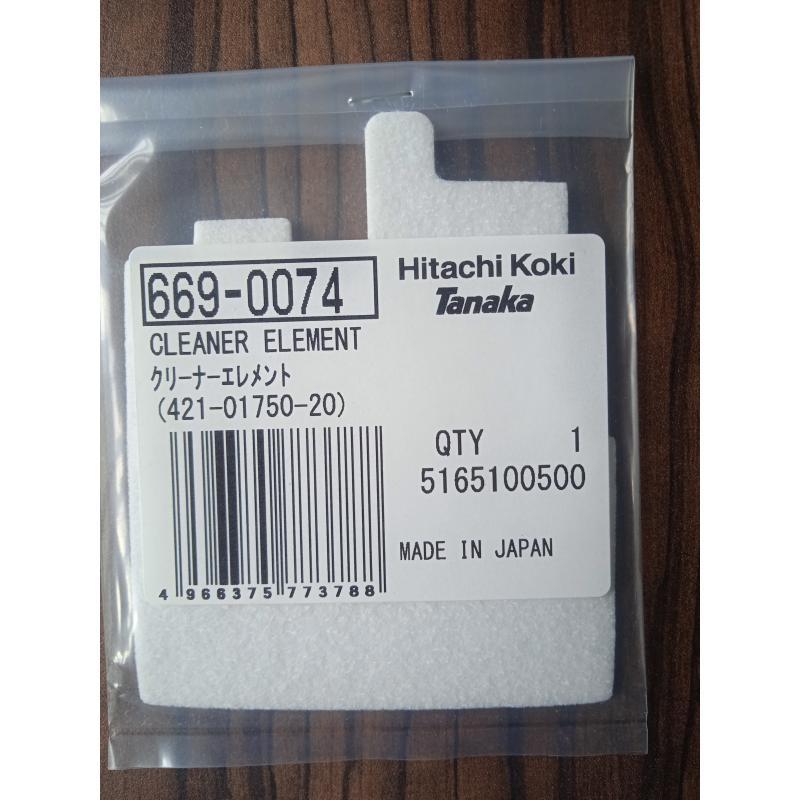 669-0074
Hitachi Koki
Tanaka
CLEANER ELEMENT
クリーナーエレメント
(421-01750-20)
QTY 1
5165100500
MADE IN JAPAN
4 966375 773788